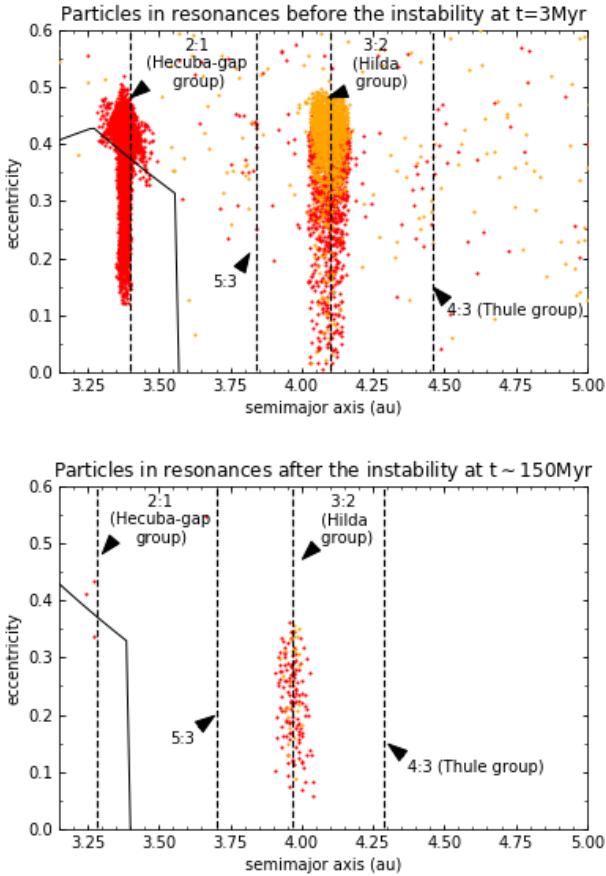 Particles in resonances before the instability at t=3Myr
0.6
0.5
0.4
0.3
0.2
0.1
0.0
eccentricity
2:1
(Hecuba-gap
group)
3:2
(Hilda
group)
5:3
4:3 (Thule group)
3.25 3.50 3.75 4.00 4.25 4.50 4.75 5.00
semimajor axis (au)
Particles in resonances after the instability at t ~ 150Myr
0.6
0.5
0.4
0.3
0.2
0.1
0.0
eccentricity
2:1
(Hecuba-gap
group)
3:2
(Hilda
group)
5:3
4:3 (Thule group)
3.25 3.50 3.75 4.00 4.25 4.50 4.75 5.00
semimajor axis (au)